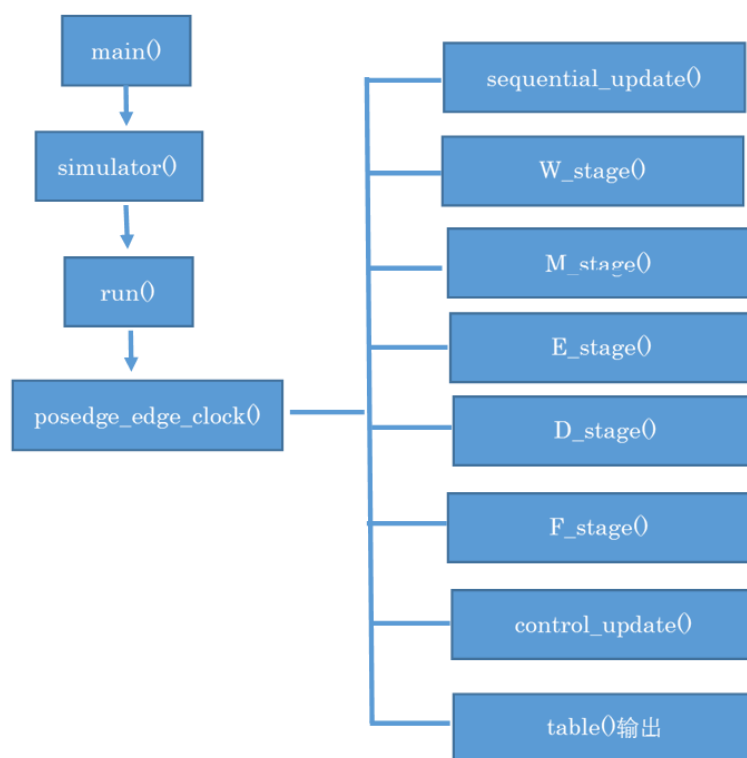 main()
simulator()
run()
posedge_edge_clock()
sequential_update()
W_stage()
M_stage()
E_stage()
D_stage()
F_stage()
control_update()
table()输出